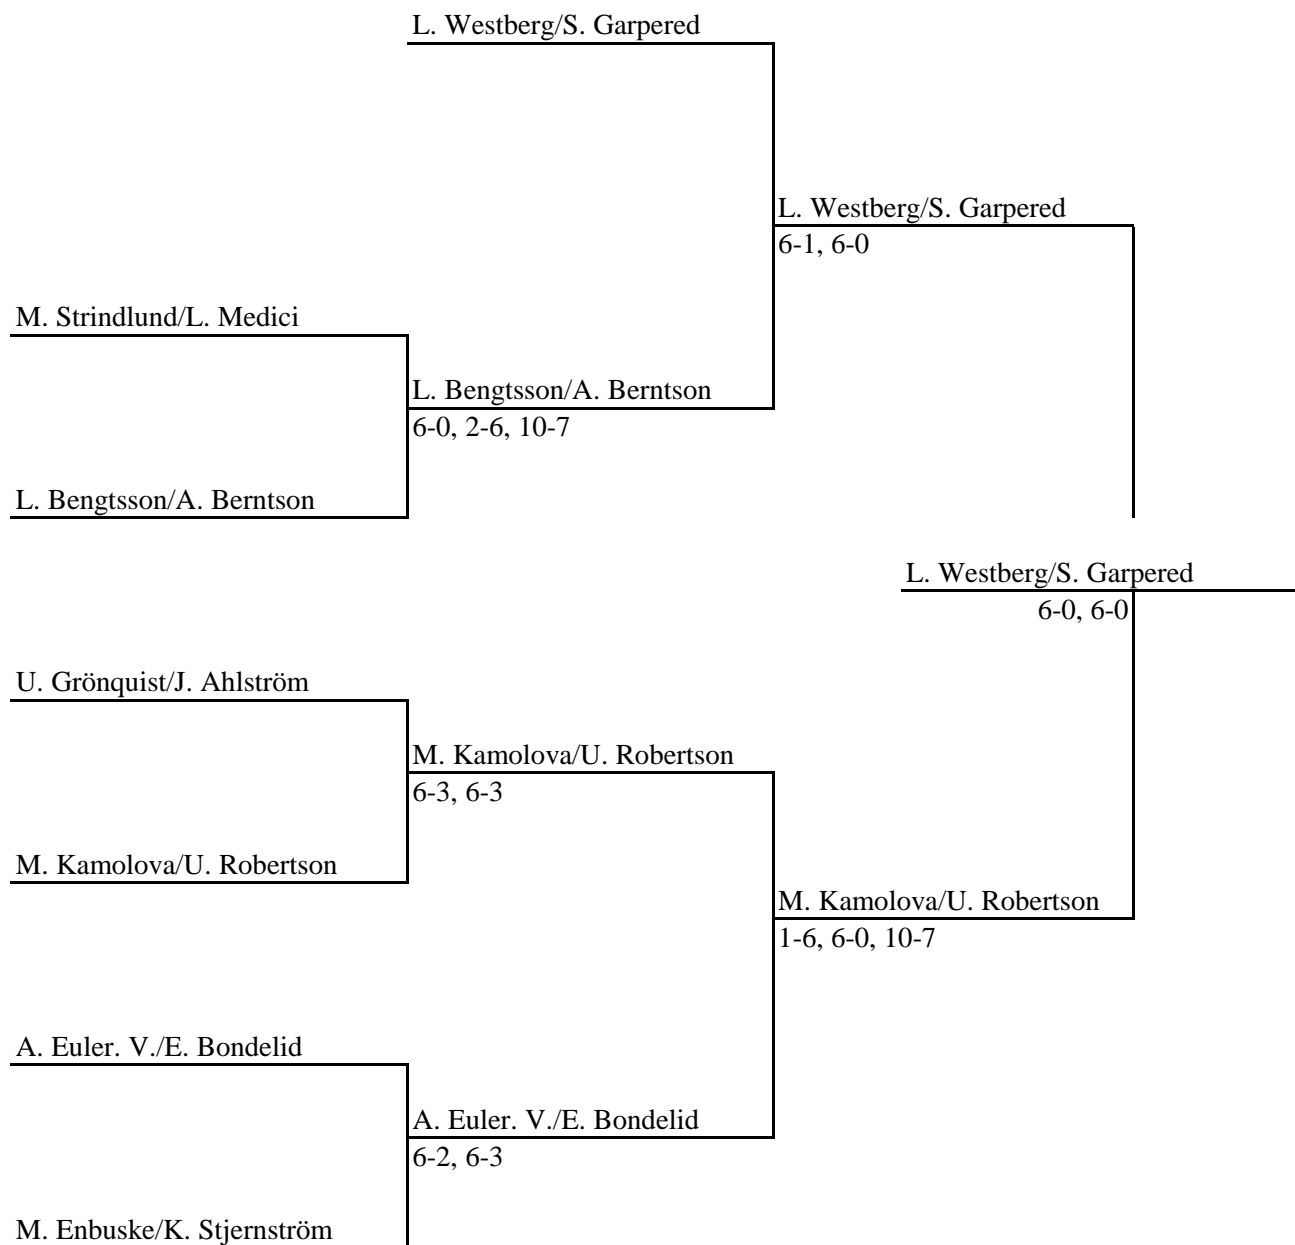 L. Westberg/S. Garpered
L. Westberg/S. Garpered
6-1, 6-0
M. Strindlund/L. Medici
L. Bengtsson/A. Berntson
6-0, 2-6, 10-7
L. Bengtsson/A. Berntson
L. Westberg/S. Garpered
6-0, 6-0
U. Grönquist/J. Ahlström
M. Kamolova/U. Robertson
6-3, 6-3
M. Kamolova/U. Robertson
M. Kamolova/U. Robertson
1-6, 6-0, 10-7
A. Euler. V./E. Bondelid
A. Euler. V./E. Bondelid
6-2, 6-3
M. Enbuske/K. Stjernström